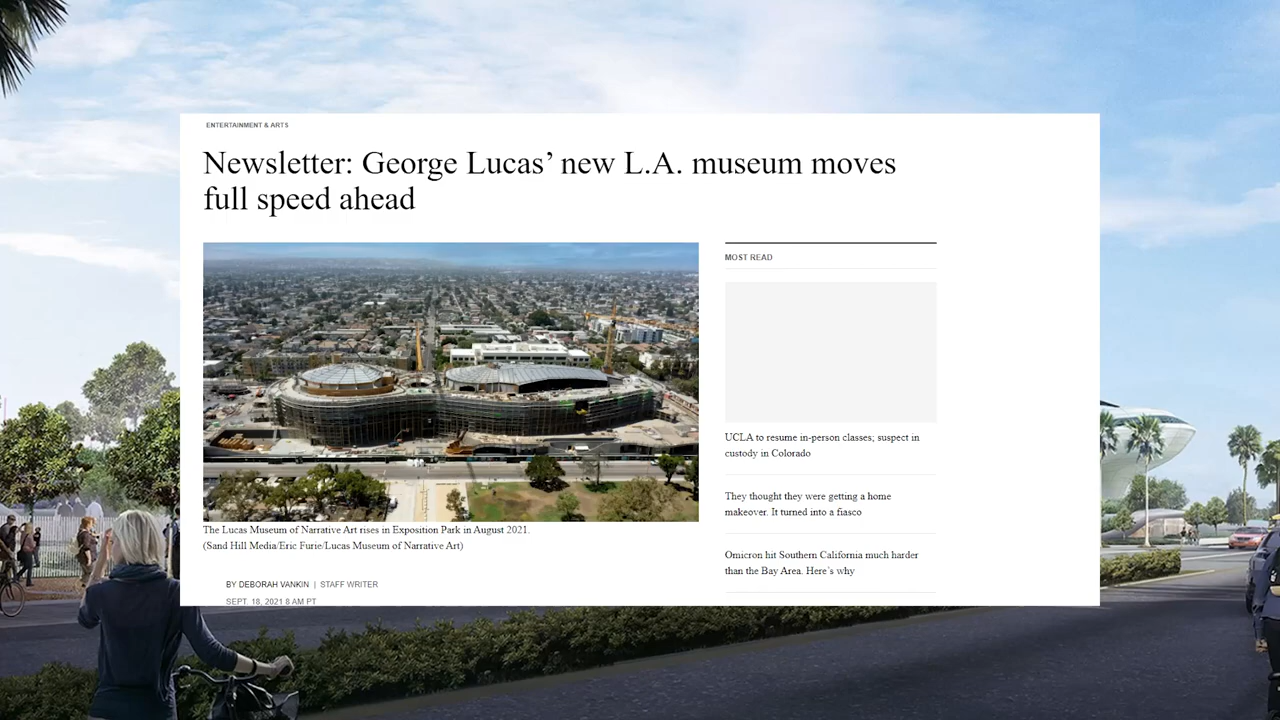 ENTERTAINMENT & ARTS
Newsletter: George Lucas’ new L.A. museum moves
full speed ahead
The Lucas Museum of Narrative Art rises in Exposition Park in August 2021.
(Sand Hill Media/Eric Furie/Lucas Museum of Narrative Art)
BY DEBORAH VANKIN | STAFF WRITER
SEPT. 18, 2021 8 AM PT
MOST READ
UCLA to resume in-person classes; suspect in
custody in Colorado
They thought they were getting a home
makeover. It turned into a fiasco
Omicron hit Southern California much harder
than the Bay Area. Here’s why